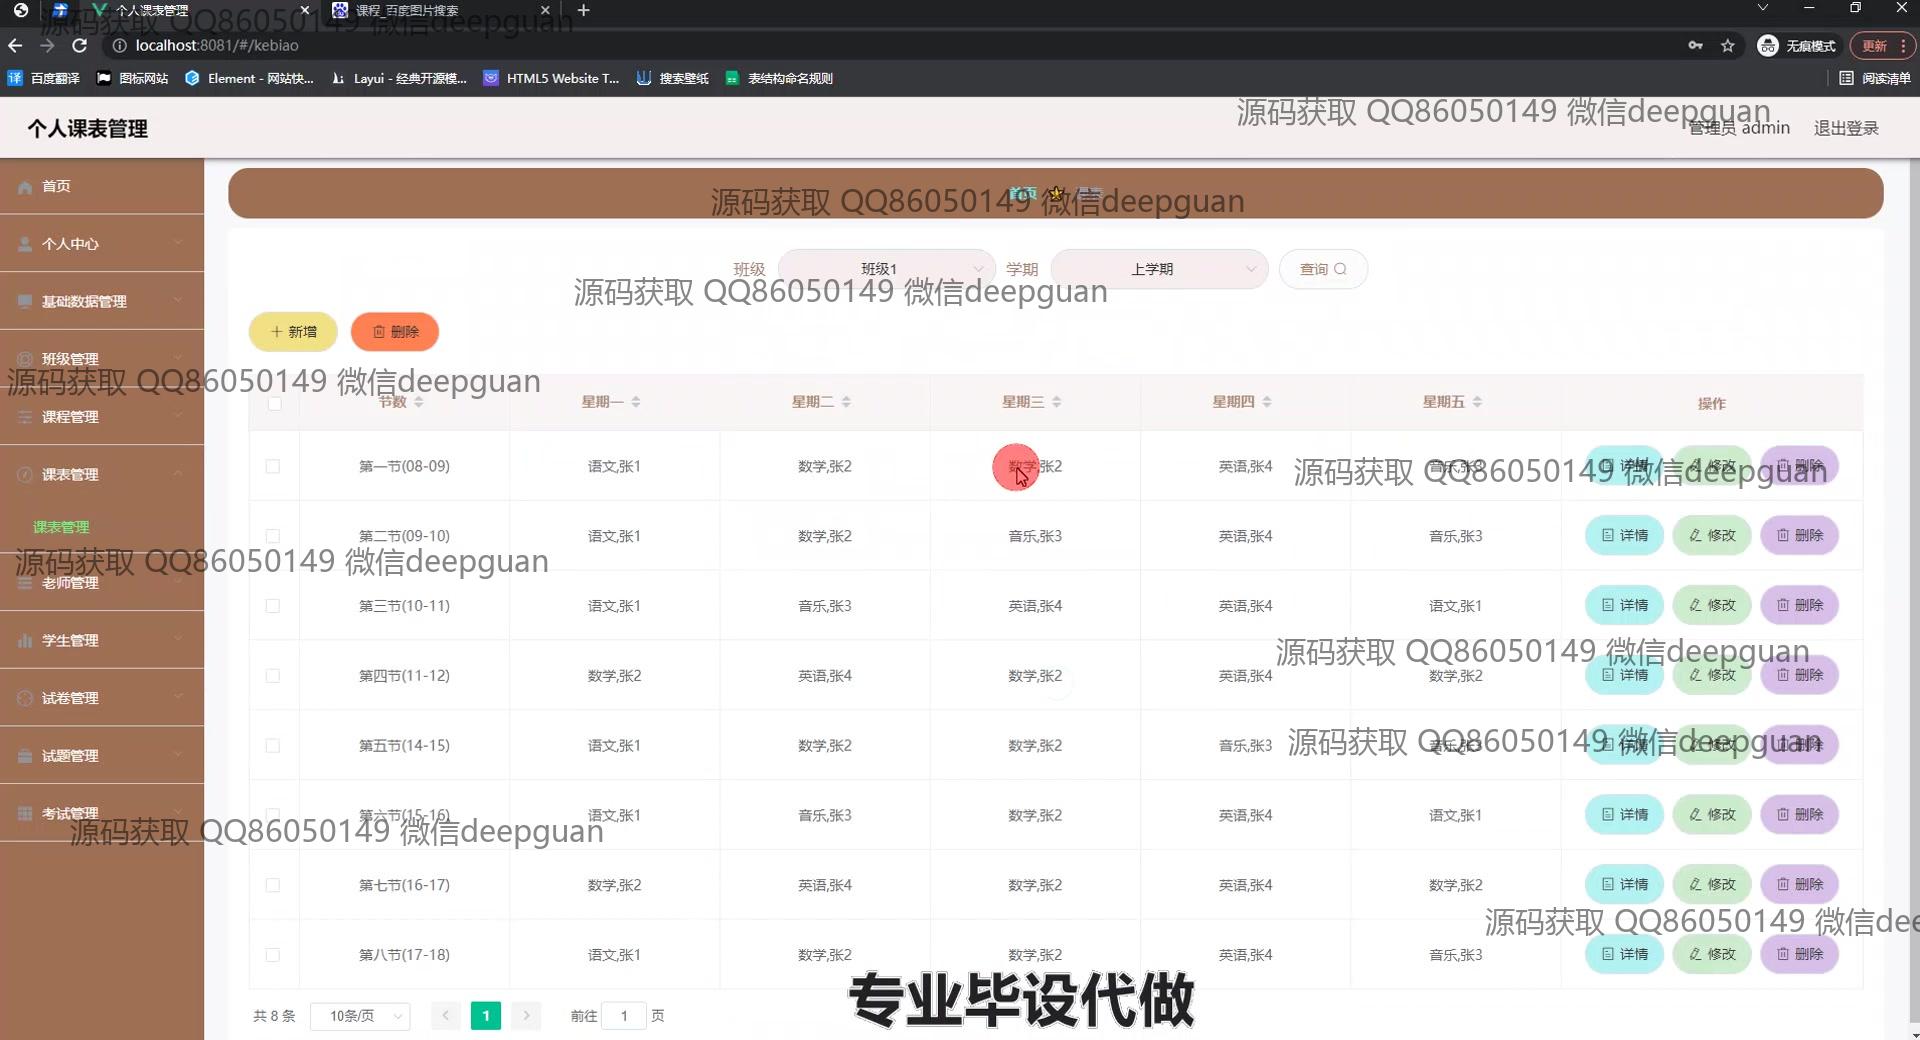 个人课表管理
课程_百度图片搜索
源码获取 QQ86050149 微信deepguan
localhost:8081/#/kebiao
无痕模式
更新
百度翻译
图标网站
Element - 网站快...
Layui - 经典开源模...
HTML5 Website T...
搜索壁纸
表结构命名规则
阅读清单
个人课表管理
源码获取 QQ86050149 微信deepguan
管理员 admin
退出登录
首页
源码获取 QQ86050149 微信deepguan
首页
个人中心
基础数据管理
班级管理
课程管理
课表管理
课表管理
老师管理
学生管理
试卷管理
试题管理
考试管理
班级 班级1 学期 上学期 查询
源码获取 QQ86050149 微信deepguan
新增 删除
源码获取 QQ86050149 微信deepguan
节数 星期一 星期二 星期三 星期四 星期五 操作
第一节(08-09) 语文,张1 数学,张2 数学,张2 英语,张4 音乐,张3 详情 修改 删除
源码获取 QQ86050149 微信deepguan
第二节(09-10) 语文,张1 数学,张2 音乐,张3 英语,张4 音乐,张3 详情 修改 删除
源码获取 QQ86050149 微信deepguan
第三节(10-11) 语文,张1 音乐,张3 英语,张4 英语,张4 语文,张1 详情 修改 删除
源码获取 QQ86050149 微信deepguan
第四节(11-12) 数学,张2 英语,张4 数学,张2 英语,张4 数学,张2 详情 修改 删除
第五节(14-15) 语文,张1 数学,张2 数学,张2 音乐,张3 音乐,张3 详情 修改 删除
源码获取 QQ86050149 微信deepguan
第六节(15-16) 语文,张1 音乐,张3 数学,张2 英语,张4 语文,张1 详情 修改 删除
源码获取 QQ86050149 微信deepguan
第七节(16-17) 数学,张2 英语,张4 数学,张2 英语,张4 数学,张2 详情 修改 删除
源码获取 QQ86050149 微信dee
第八节(17-18) 语文,张1 数学,张2 数学,张2 英语,张4 音乐,张3 详情 修改 删除
专业毕设代做
共 8 条 10条/页 1 前往 1 页